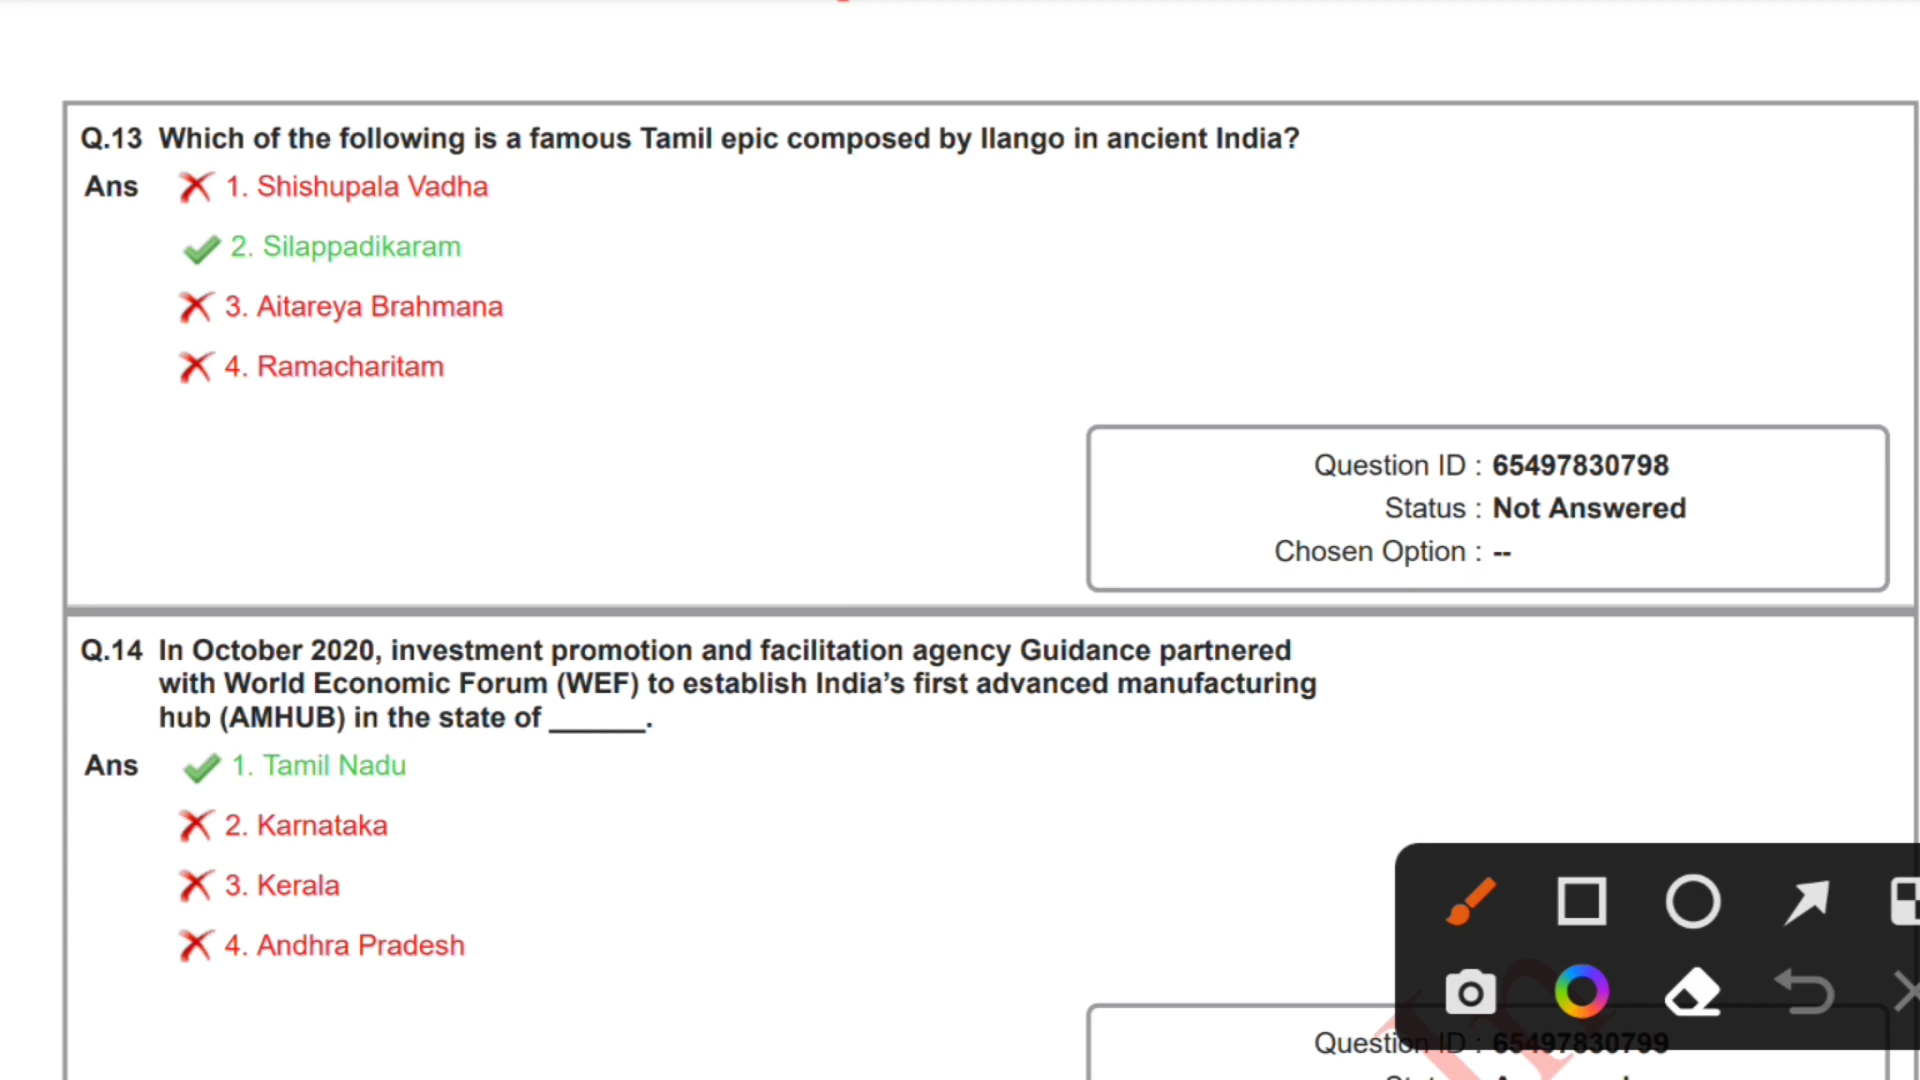 Q.13 Which of the following is a famous Tamil epic composed by Ilango in ancient India?
Ans 1. Shishupala Vadha
2. Silappadikaram
3. Aitareya Brahmana
4. Ramacharitam
Question ID : 65497830798
Status : Not Answered
Chosen Option : --
Q.14 In October 2020, investment promotion and facilitation agency Guidance partnered
with World Economic Forum (WEF) to establish India's first advanced manufacturing
hub (AMHUB) in the state of ______.
Ans 1. Tamil Nadu
2. Karnataka
3. Kerala
4. Andhra Pradesh
Question ID : 65497830799